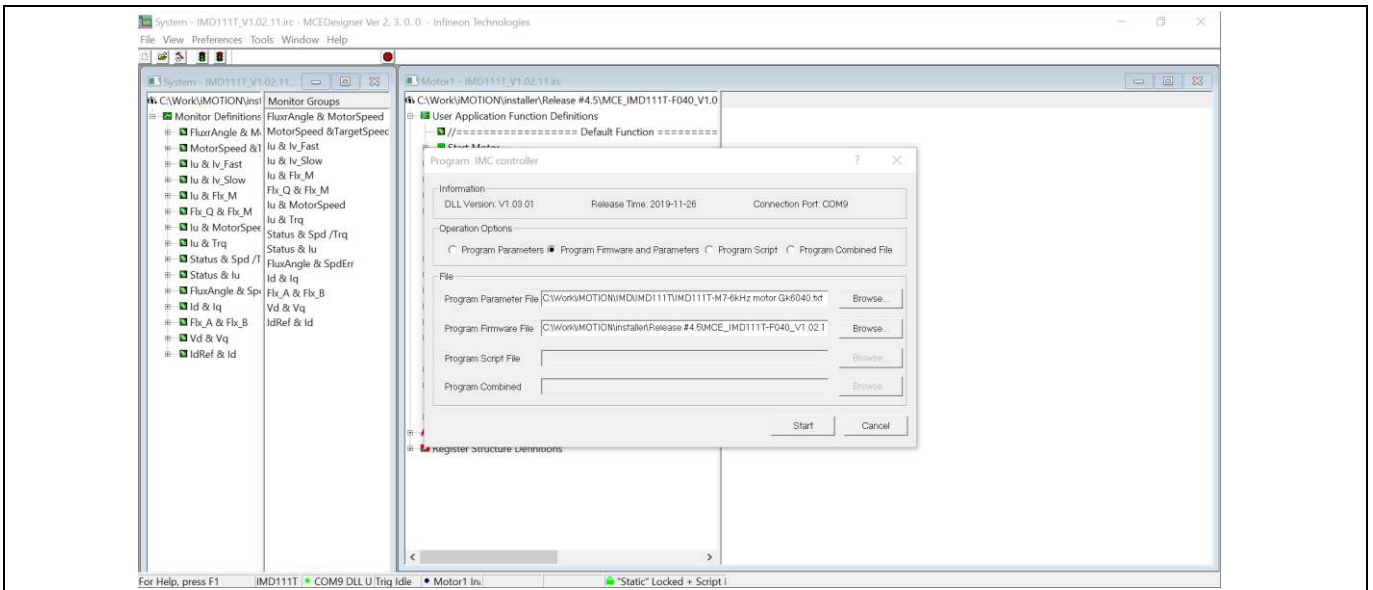 System - IMD111T_V1.02.11.irc - MCEDesigner Ver 2. 3. 0. 0 - Infineon Technologies
File View Preferences Tools Window Help
System - IMD111T_V1.02.11...
C:\Work\iMOTION\inst
Monitor Definitions
FluxrAngle & M
MotorSpeed &T
Iu & Iv_Fast
Iu & Iv_Slow
Iu & Flx_M
Flx_Q & Flx_M
Iu & MotorSpee
Iu & Trq
Status & Spd /T
Status & Iu
FluxAngle & Sp
Id & Iq
Flx_A & Flx_B
Vd & Vq
IdRef & Id
Monitor Groups
FluxrAngle & MotorSpeed
MotorSpeed &TargetSpeed
Iu & Iv_Fast
Iu & Iv_Slow
Iu & Flx_M
Flx_Q & Flx_M
Iu & MotorSpeed
Iu & Trq
Status & Spd /Trq
Status & Iu
FluxAngle & SpdErr
Id & Iq
Flx_A & Flx_B
Vd & Vq
IdRef & Id
Motor1 - IMD111T_V1.02.11.irc
C:\Work\iMOTION\installer\Release #4.5\MCE_IMD111T-F040_V1.0
User Application Function Definitions
//=================== Default Function =========
Start Motor
Program IMC controller
Information
DLL Version: V1.03.01 Release Time: 2019-11-26 Connection Port: COM9
Operation Options
Program Parameters Program Firmware and Parameters Program Script Program Combined File
File
Program Parameter File C:\Work\iMOTION\IMD\IMD111T\IMD111T-M7-6kHz motor Gk6040.txt Browse...
Program Firmware File C:\Work\iMOTION\installer\Release #4.5\MCE_IMD111T-F040_V1.02.1 Browse...
Program Script File Browse...
Program Combined Browse...
Start Cancel
Register Structure Definitions
For Help, press F1 IMD111T COM9 DLL U Trig Idle Motor1 In "Static" Locked + Script I